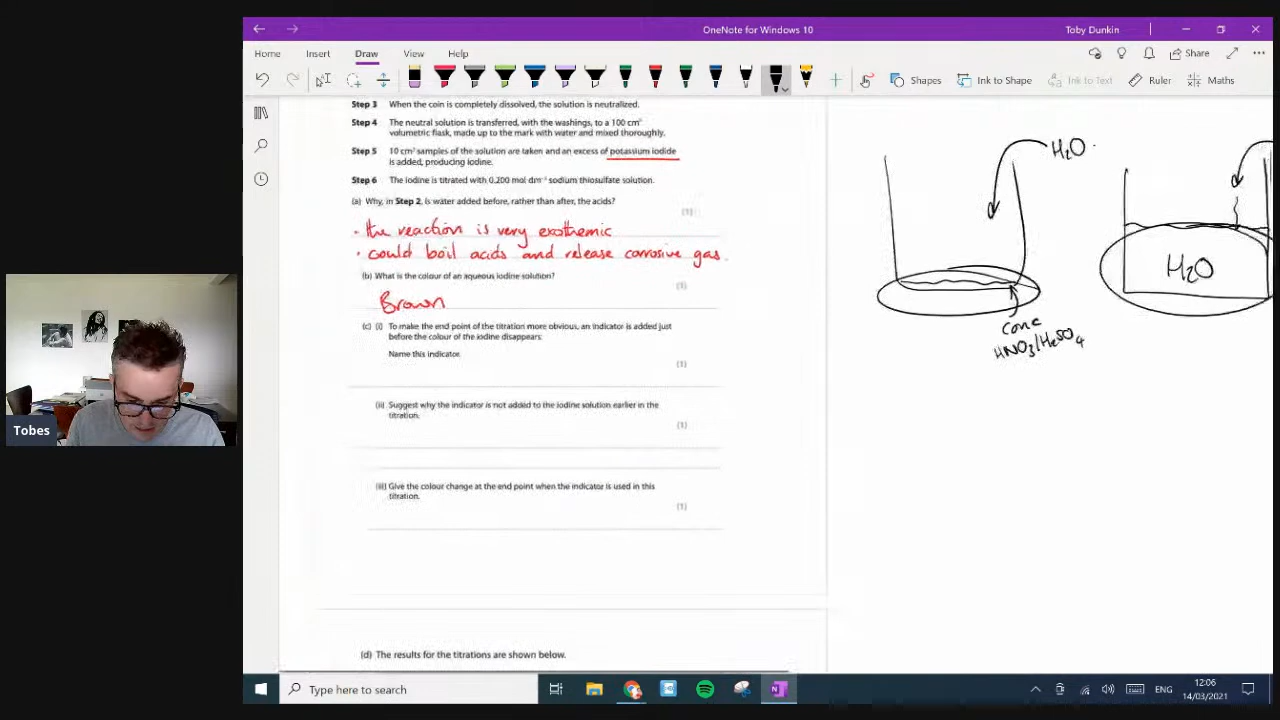 OneNote for Windows 10
Toby Dunkin
Home Insert Draw View Help
Share
Shapes Ink to Shape Ink to Text Ruler Maths
Step 3 When the coin is completely dissolved, the solution is neutralized.
Step 4 The neutral solution is transferred, with the washings, to a 100 cm³
volumetric flask, made up to the mark with water and mixed thoroughly.
Step 5 10 cm³ samples of the solution are taken and an excess of potassium iodide
is added, producing iodine.
Step 6 The iodine is titrated with 0.200 mol dm⁻³ sodium thiosulfate solution.
(a) Why, in Step 2, is water added before, rather than after, the acids?
(1)
• the reaction is very exothemic
• could boil acids and release corrosive gas.
(b) What is the colour of an aqueous iodine solution?
(1)
Brown
(c) (i) To make the end point of the titration more obvious, an indicator is added just
before the colour of the iodine disappears.
Name this indicator.
(1)
(ii) Suggest why the indicator is not added to the iodine solution earlier in the
titration.
(1)
(iii) Give the colour change at the end point when the indicator is used in this
titration.
(1)
(d) The results for the titrations are shown below.
H₂O
H₂O
conc
HNO₃/H₂SO₄
Tobes
Type here to search
ENG
12:06
14/03/2021